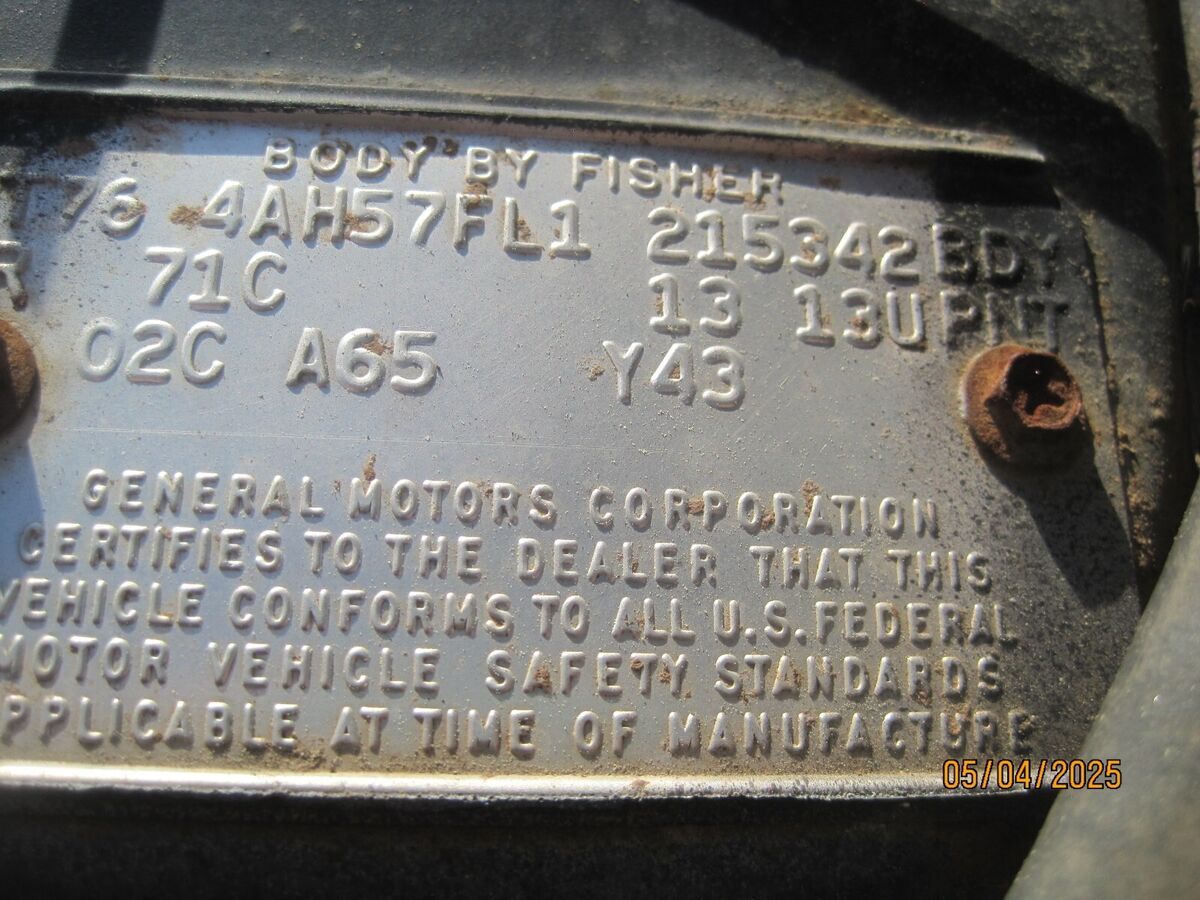 BODY BY FISHER
T 76 4AH57FL1 215342 BDY
R 71C 13 13U PNT
02C A65 Y43
GENERAL MOTORS CORPORATION
CERTIFIES TO THE DEALER THAT THIS
VEHICLE CONFORMS TO ALL U.S. FEDERAL
MOTOR VEHICLE SAFETY STANDARDS
APPLICABLE AT TIME OF MANUFACTURE
05/04/2025